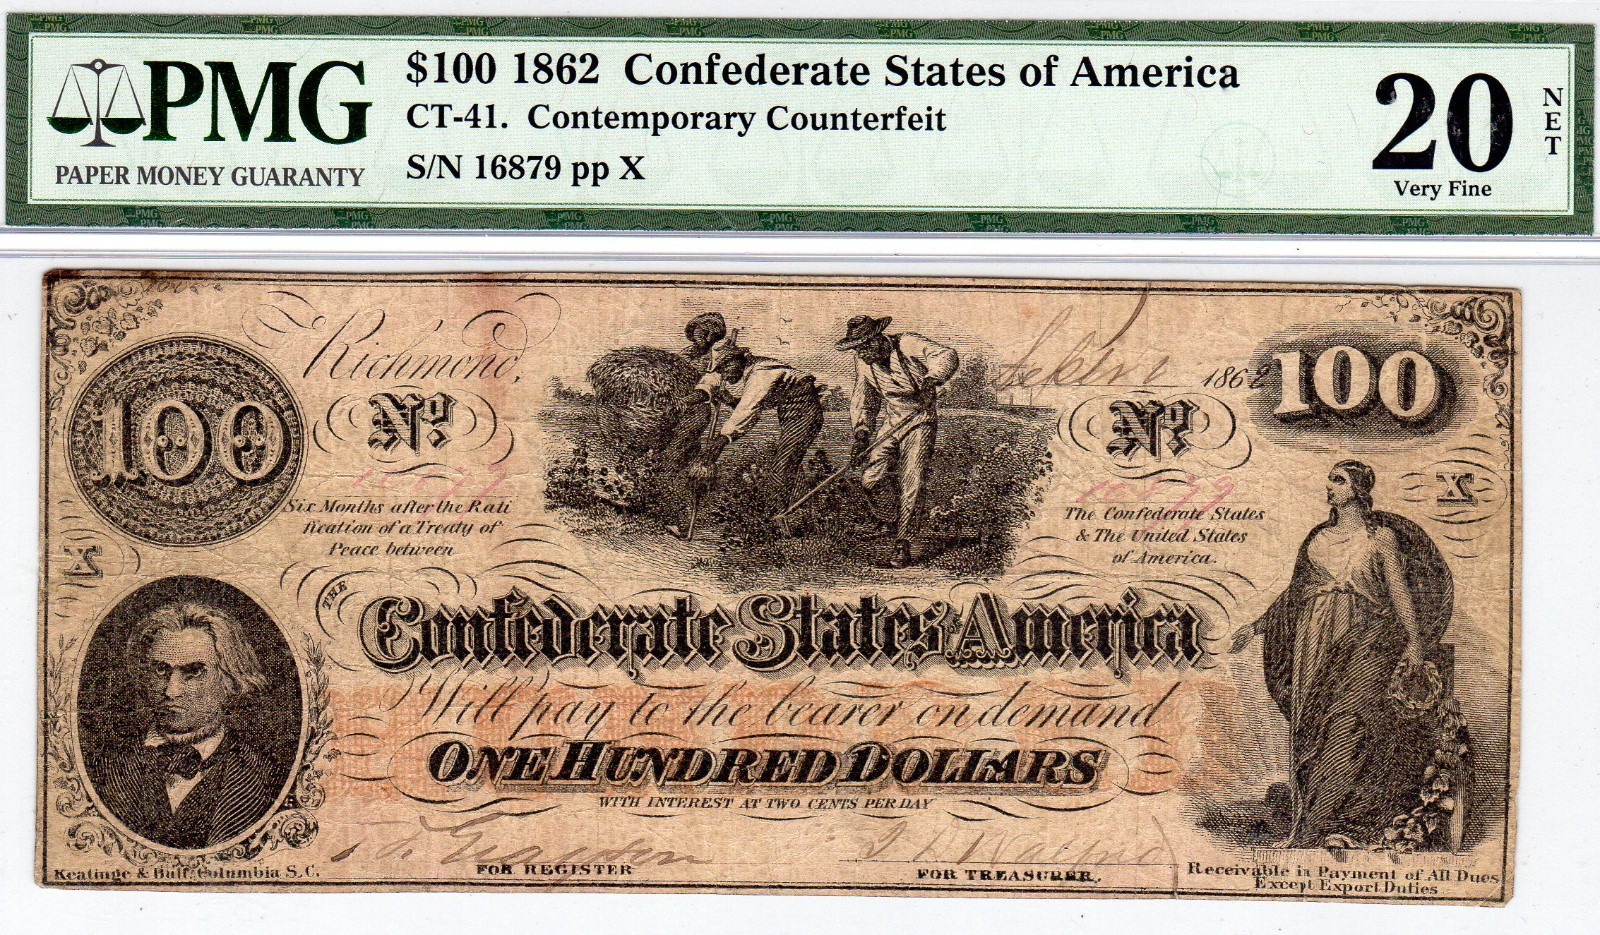 PMG
PAPER MONEY GUARANTY
$100 1862 Confederate States of America
CT-41. Contemporary Counterfeit
S/N 16879 pp X
20
NET
Very Fine
Richmond,
1862
100
100
No.
No.
16879
X
X
Six Months after the Rati
fication of a Treaty of
Peace between
The Confederate States
& The United States
of America.
THE
Confederate States America
Will pay to the bearer on demand
ONE HUNDRED DOLLARS
WITH INTEREST AT TWO CENTS PER DAY
FOR REGISTER
FOR TREASURER.
Keatinge & Ball, Columbia S.C.
Receivable in Payment of All Dues
Except Export Duties